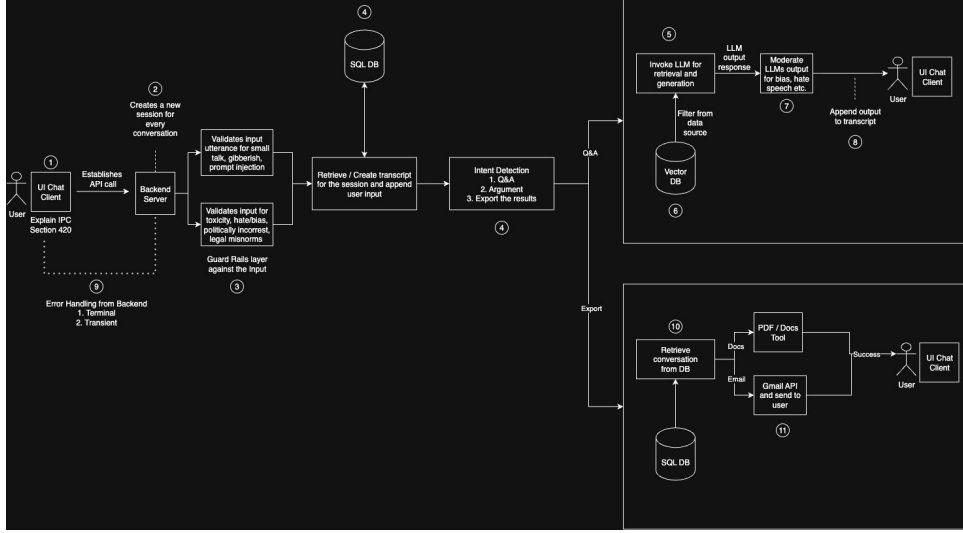 1
User
UI Chat
Client
Explain IPC
Section 420
Establishes
API call
2
Creates a new
session for
every
conversation
Backend
Server
Validates input
utterance for small
talk, gibberish,
prompt injection
Validates input for
toxicity, hate/bias,
politically incorrest,
legal misnorms
Guard Rails layer
against the Input
3
9
Error Handling from Backend
1. Terminal
2. Transient
4
SQL DB
Retrieve / Create transcript
for the session and append
user input
Intent Detection
1. Q&A
2. Argument
3. Export the results
4
Q&A
Export
5
Invoke LLM for
retrieval and
generation
LLM
output
response
Moderate
LLMs output
for bias, hate
speech etc.
7
User
UI Chat
Client
Append output
to transcript
8
Filter from
data
source
Vector
DB
6
10
Retrieve
conversation
from DB
Docs
Email
PDF / Docs
Tool
Gmail API
and send to
user
11
Success
User
UI Chat
Client
SQL DB